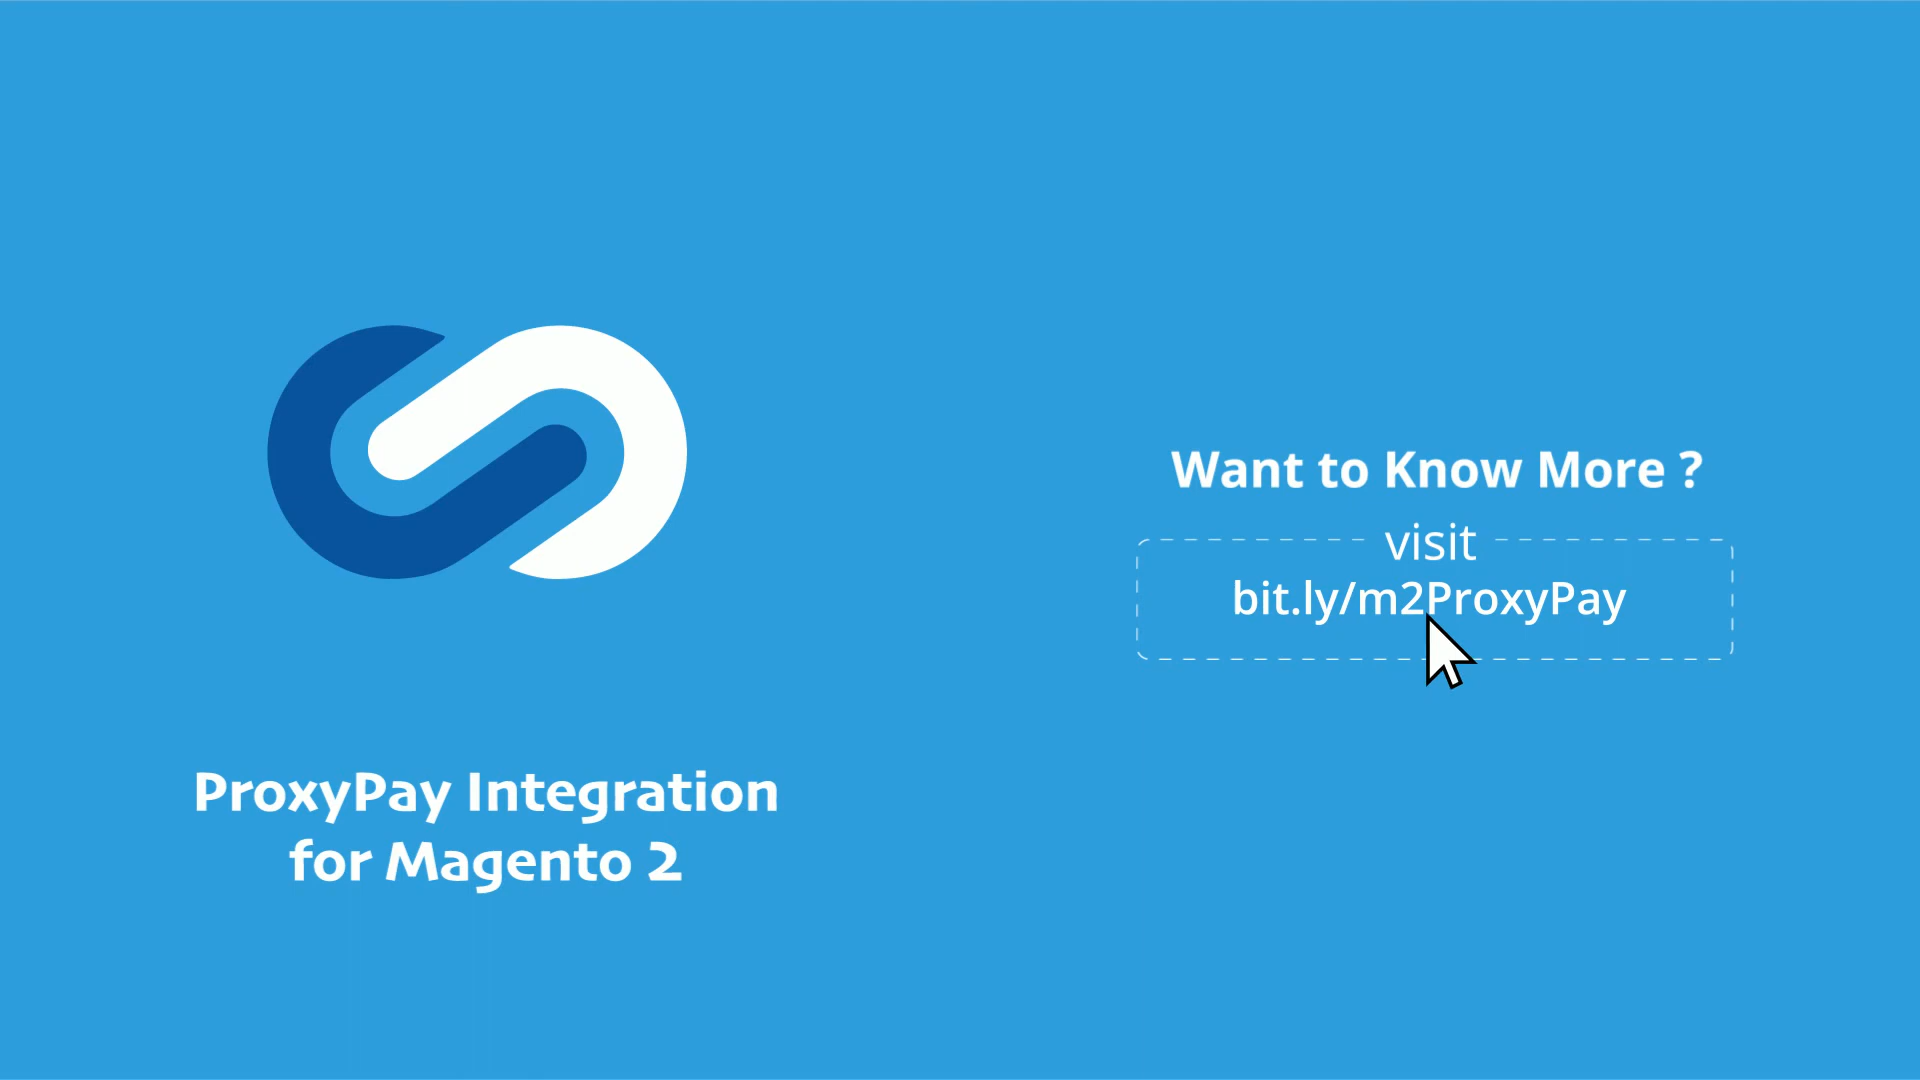 ProxyPay Integration
for Magento 2
Want to Know More ?
visit
bit.ly/m2ProxyPay